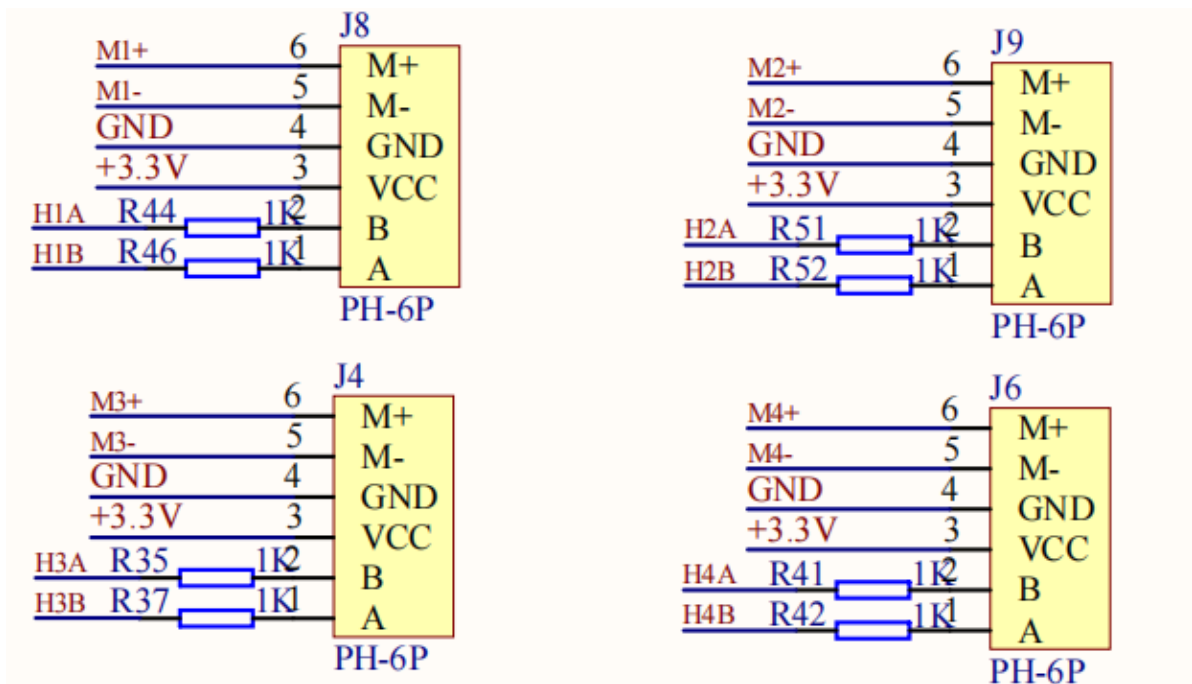 J8
M1+ 6 M+
M1- 5 M-
GND 4 GND
+3.3V 3 VCC
H1A R44 1K 2 B
H1B R46 1K 1 A
PH-6P
J9
M2+ 6 M+
M2- 5 M-
GND 4 GND
+3.3V 3 VCC
H2A R51 1K 2 B
H2B R52 1K 1 A
PH-6P
J4
M3+ 6 M+
M3- 5 M-
GND 4 GND
+3.3V 3 VCC
H3A R35 1K 2 B
H3B R37 1K 1 A
PH-6P
J6
M4+ 6 M+
M4- 5 M-
GND 4 GND
+3.3V 3 VCC
H4A R41 1K 2 B
H4B R42 1K 1 A
PH-6P